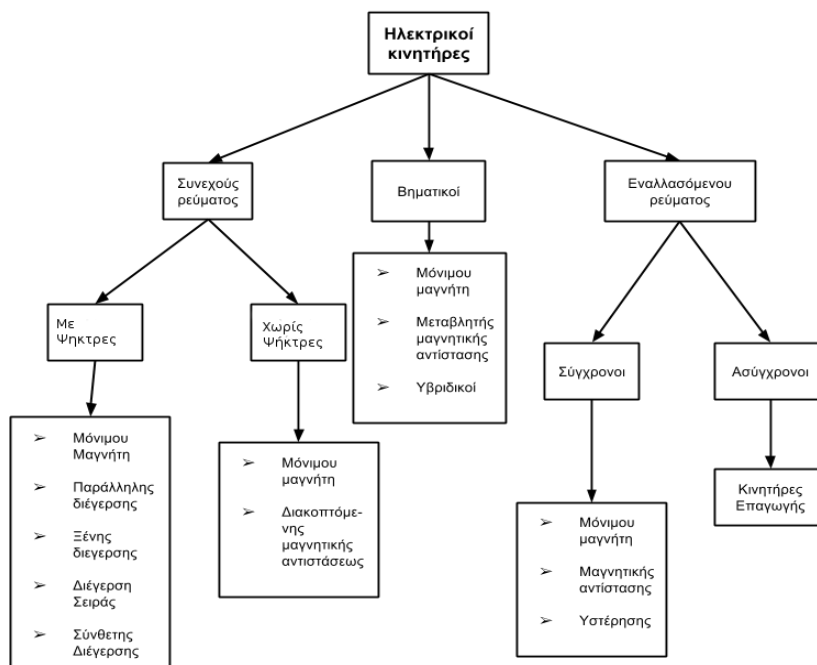 Ηλεκτρικοί
κινητήρες
Συνεχούς
ρεύματος
Βηματικοί
Εναλλασόμενου
ρεύματος
Με
Ψηκτρες
Χωρίς
Ψήκτρες
➢ Μόνιμου
μαγνήτη
➢ Μεταβλητής
μαγνητικής
αντίστασης
➢ Υβριδικοί
Σύγχρονοι
Ασύγχρονοι
➢ Μόνιμου
Μαγνήτη
➢ Παράλληλης
διέγερσης
➢ Ξένης
διεγερσης
➢ Διέγερση
Σειράς
➢ Σύνθετης
Διέγερσης
➢ Μόνιμου
μαγνήτη
➢ Διακοπτόμε-
νης
μαγνητικής
αντιστάσεως
➢ Μόνιμου
μαγνήτη
➢ Μαγνητικής
αντίστασης
➢ Υστέρησης
Κινητήρες
Επαγωγής